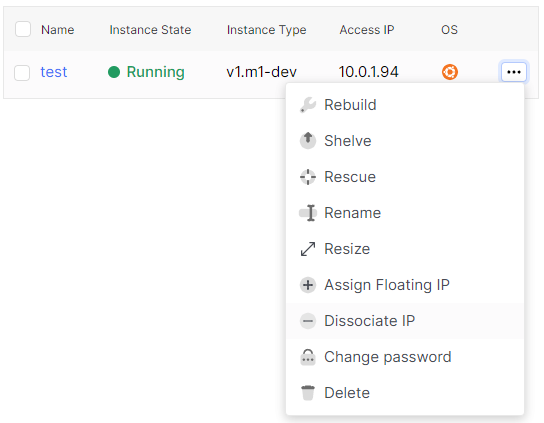 Name Instance State Instance Type Access IP OS
test Running v1.m1-dev 10.0.1.94
Rebuild
Shelve
Rescue
Rename
Resize
Assign Floating IP
Dissociate IP
Change password
Delete